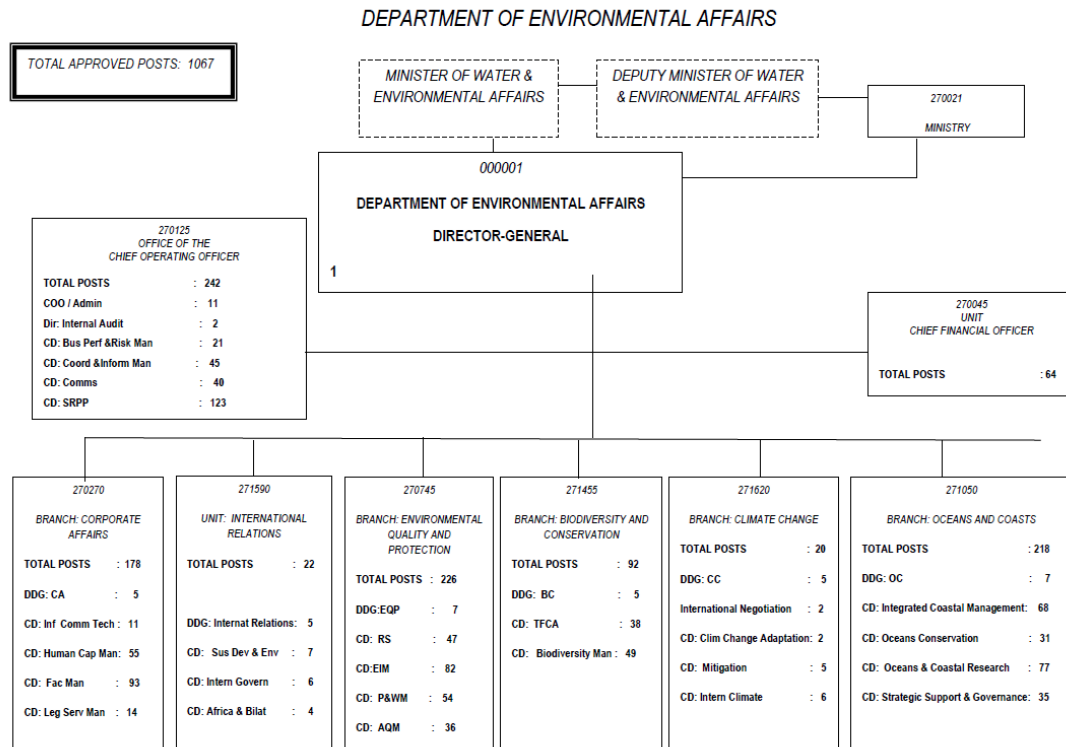 DEPARTMENT OF ENVIRONMENTAL AFFAIRS
TOTAL APPROVED POSTS: 1067
MINISTER OF WATER &
ENVIRONMENTAL AFFAIRS
DEPUTY MINISTER OF WATER
& ENVIRONMENTAL AFFAIRS
270021
MINISTRY
000001
DEPARTMENT OF ENVIRONMENTAL AFFAIRS
DIRECTOR-GENERAL
1
270125
OFFICE OF THE
CHIEF OPERATING OFFICER
TOTAL POSTS : 242
COO / Admin : 11
Dir: Internal Audit : 2
CD: Bus Perf &Risk Man : 21
CD: Coord &Inform Man : 45
CD: Comms : 40
CD: SRPP : 123
270045
UNIT
CHIEF FINANCIAL OFFICER
TOTAL POSTS : 64
270270
BRANCH: CORPORATE
AFFAIRS
TOTAL POSTS : 178
DDG: CA : 5
CD: Inf Comm Tech : 11
CD: Human Cap Man: 55
CD: Fac Man : 93
CD: Leg Serv Man : 14
271590
UNIT: INTERNATIONAL
RELATIONS
TOTAL POSTS : 22
DDG: Internat Relations: 5
CD: Sus Dev & Env : 7
CD: Intern Govern : 6
CD: Africa & Bilat : 4
270745
BRANCH: ENVIRONMENTAL
QUALITY AND
PROTECTION
TOTAL POSTS : 226
DDG:EQP : 7
CD: RS : 47
CD:EIM : 82
CD: P&WM : 54
CD: AQM : 36
271455
BRANCH: BIODIVERSITY AND
CONSERVATION
TOTAL POSTS : 92
DDG: BC : 5
CD: TFCA : 38
CD: Biodiversity Man : 49
271620
BRANCH: CLIMATE CHANGE
TOTAL POSTS : 20
DDG: CC : 5
International Negotiation : 2
CD: Clim Change Adaptation: 2
CD: Mitigation : 5
CD: Intern Climate : 6
271050
BRANCH: OCEANS AND COASTS
TOTAL POSTS : 218
DDG: OC : 7
CD: Integrated Coastal Management: 68
CD: Oceans Conservation : 31
CD: Oceans & Coastal Research : 77
CD: Strategic Support & Governance: 35